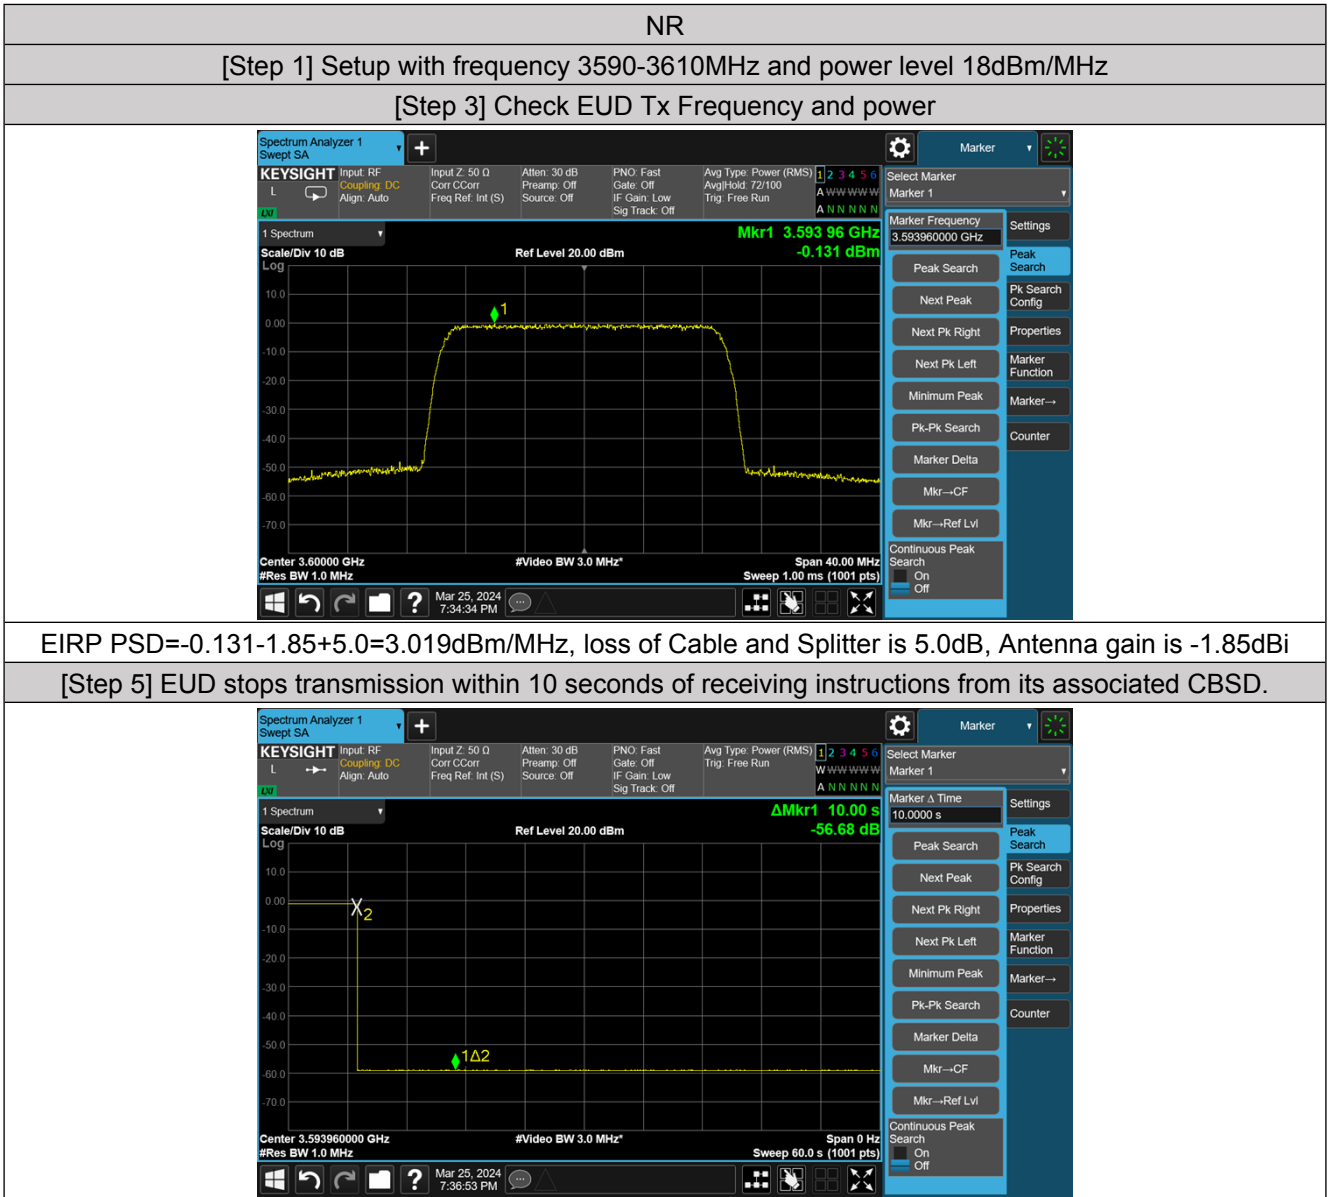 NR
[Step 1] Setup with frequency 3590-3610MHz and power level 18dBm/MHz
[Step 3] Check EUD Tx Frequency and power
Spectrum Analyzer 1
Swept SA
Marker
KEYSIGHT
L
LXI
Input: RF
Coupling: DC
Align: Auto
Input Z: 50 Ω
Corr CCorr
Freq Ref: Int (S)
Atten: 30 dB
Preamp: Off
Source: Off
PNO: Fast
Gate: Off
IF Gain: Low
Sig Track: Off
Avg Type: Power (RMS)
Avg|Hold: 72/100
Trig: Free Run
1 2 3 4 5 6
A W W W W W
A N N N N N
Select Marker
Marker 1
1 Spectrum
Mkr1 3.593 96 GHz
-0.131 dBm
Scale/Div 10 dB
Ref Level 20.00 dBm
Log
10.0
0.00
-10.0
-20.0
-30.0
-40.0
-50.0
-60.0
-70.0
1
Center 3.60000 GHz
#Res BW 1.0 MHz
#Video BW 3.0 MHz*
Span 40.00 MHz
Sweep 1.00 ms (1001 pts)
Marker Frequency
3.593960000 GHz
Peak Search
Next Peak
Next Pk Right
Next Pk Left
Minimum Peak
Pk-Pk Search
Marker Delta
Mkr→CF
Mkr→Ref Lvl
Continuous Peak
Search
On
Off
Settings
Peak
Search
Pk Search
Config
Properties
Marker
Function
Marker→
Counter
?
Mar 25, 2024
7:34:34 PM
EIRP PSD=-0.131-1.85+5.0=3.019dBm/MHz, loss of Cable and Splitter is 5.0dB, Antenna gain is -1.85dBi
[Step 5] EUD stops transmission within 10 seconds of receiving instructions from its associated CBSD.
Spectrum Analyzer 1
Swept SA
Marker
KEYSIGHT
L
LXI
Input: RF
Coupling: DC
Align: Auto
Input Z: 50 Ω
Corr CCorr
Freq Ref: Int (S)
Atten: 30 dB
Preamp: Off
Source: Off
PNO: Fast
Gate: Off
IF Gain: Low
Sig Track: Off
Avg Type: Power (RMS)
Trig: Free Run
1 2 3 4 5 6
W W W W W W
A N N N N N
Select Marker
Marker 1
1 Spectrum
ΔMkr1 10.00 s
-56.68 dB
Scale/Div 10 dB
Ref Level 20.00 dBm
Log
10.0
0.00
-10.0
-20.0
-30.0
-40.0
-50.0
-60.0
-70.0
2
1Δ2
Center 3.593960000 GHz
#Res BW 1.0 MHz
#Video BW 3.0 MHz*
Span 0 Hz
Sweep 60.0 s (1001 pts)
Marker Δ Time
10.0000 s
Peak Search
Next Peak
Next Pk Right
Next Pk Left
Minimum Peak
Pk-Pk Search
Marker Delta
Mkr→CF
Mkr→Ref Lvl
Continuous Peak
Search
On
Off
Settings
Peak
Search
Pk Search
Config
Properties
Marker
Function
Marker→
Counter
?
Mar 25, 2024
7:36:53 PM